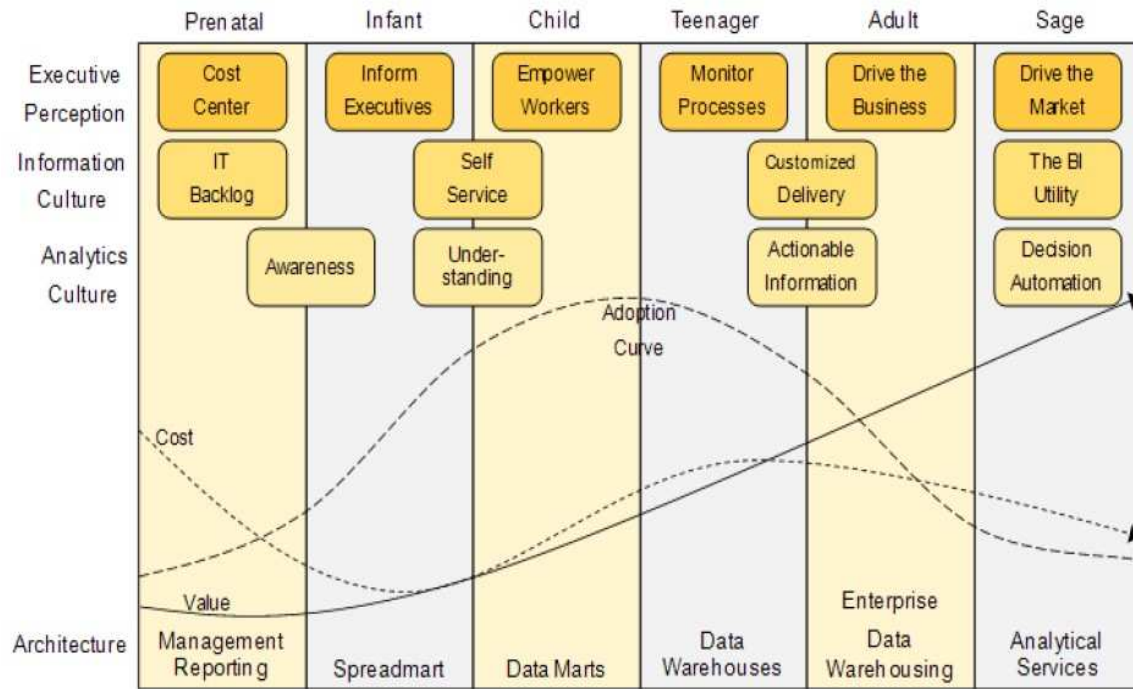 Prenatal Infant Child Teenager Adult Sage
Executive
Perception
Cost
Center
Inform
Executives
Empower
Workers
Monitor
Processes
Drive the
Business
Drive the
Market
Information
Culture
IT
Backlog
Self
Service
Customized
Delivery
The BI
Utility
Analytics
Culture
Awareness
Under-
standing
Actionable
Information
Decision
Automation
Adoption
Curve
Cost
Value
Architecture
Management
Reporting
Spreadmart
Data Marts
Data
Warehouses
Enterprise
Data
Warehousing
Analytical
Services